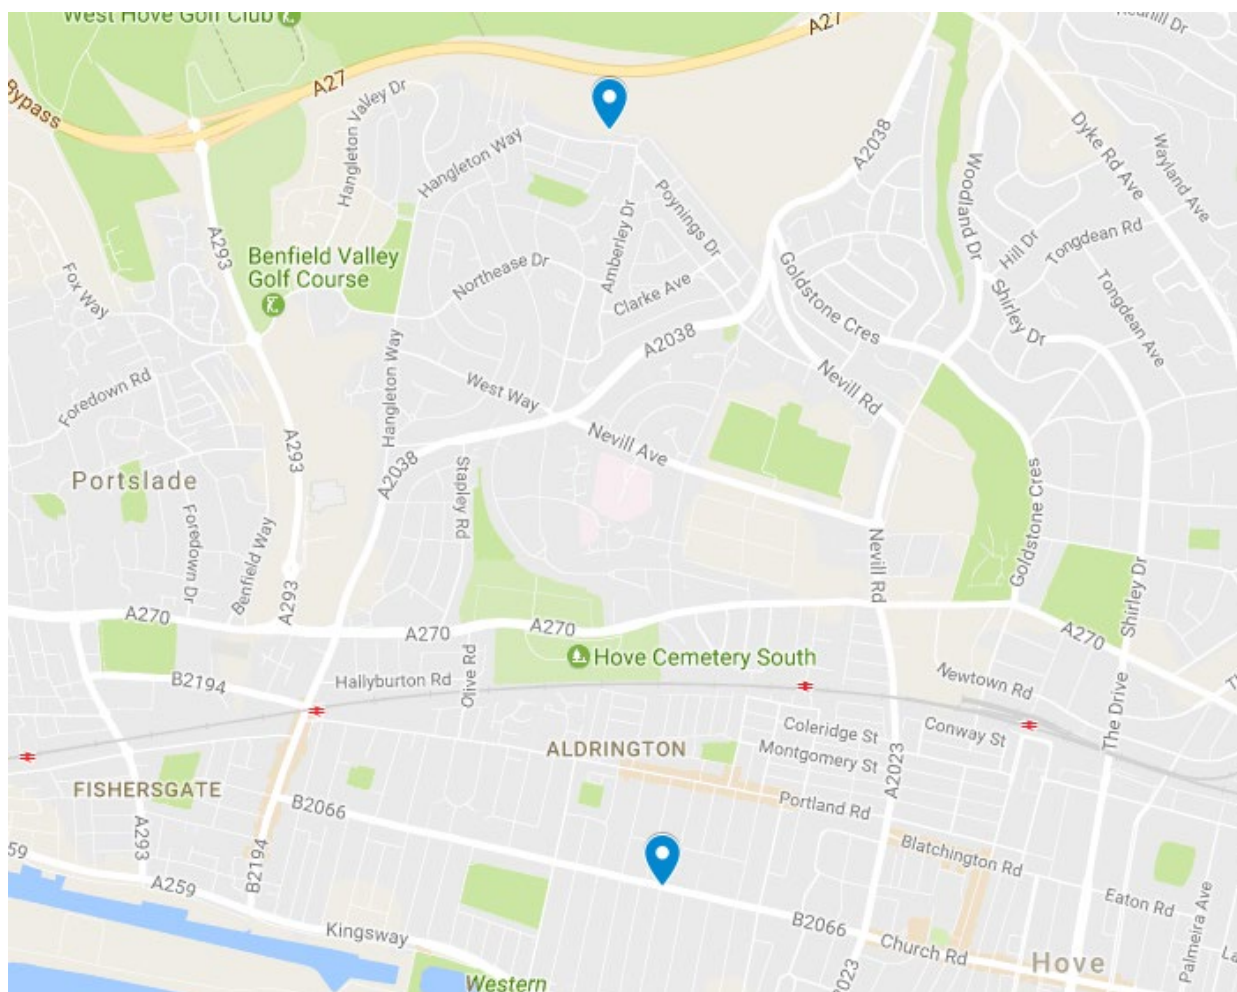 West Hove Golf Club
A27
A27
Bypass
Hangleton Valley Dr
Hangleton Way
A2038
Dyke Rd Ave
Wayland Ave
Woodland Dr
Poynings Dr
Amberley Dr
Hill Dr
Tongdean Rd
A293
Benfield Valley
Golf Course
Northease Dr
Clarke Ave
Goldstone Cres
Fox Way
Shirley Dr
Tongdean Ave
A2038
Hangleton Way
West Way
Nevill Rd
Foredown Rd
Nevill Ave
A293
Portslade
A2038
Stapley Rd
Goldstone Cres
Foredown Dr
Benfield Way
Nevill Rd
Shirley Dr
A293
A270
A270
A270
A270
Hove Cemetery South
Olive Rd
Hallyburton Rd
B2194
Newtown Rd
The Drive
Coleridge St
Conway St
Montgomery St
ALDRINGTON
A2023
FISHERSGATE
B2066
Portland Rd
A293
Blatchington Rd
B2194
A259
Eaton Rd
Palmeira Ave
B2066
Church Rd
Kingsway
Hove
Western